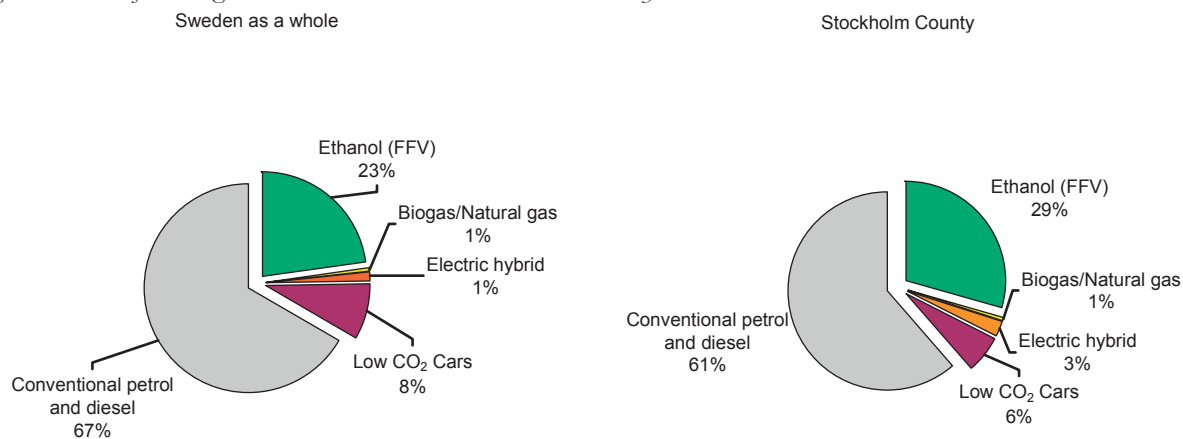 Sweden as a whole
Ethanol (FFV)
23%
Biogas/Natural gas
1%
Electric hybrid
1%
Low CO₂ Cars
8%
Conventional petrol
and diesel
67%
Stockholm County
Ethanol (FFV)
29%
Biogas/Natural gas
1%
Electric hybrid
3%
Low CO₂ Cars
6%
Conventional petrol
and diesel
61%